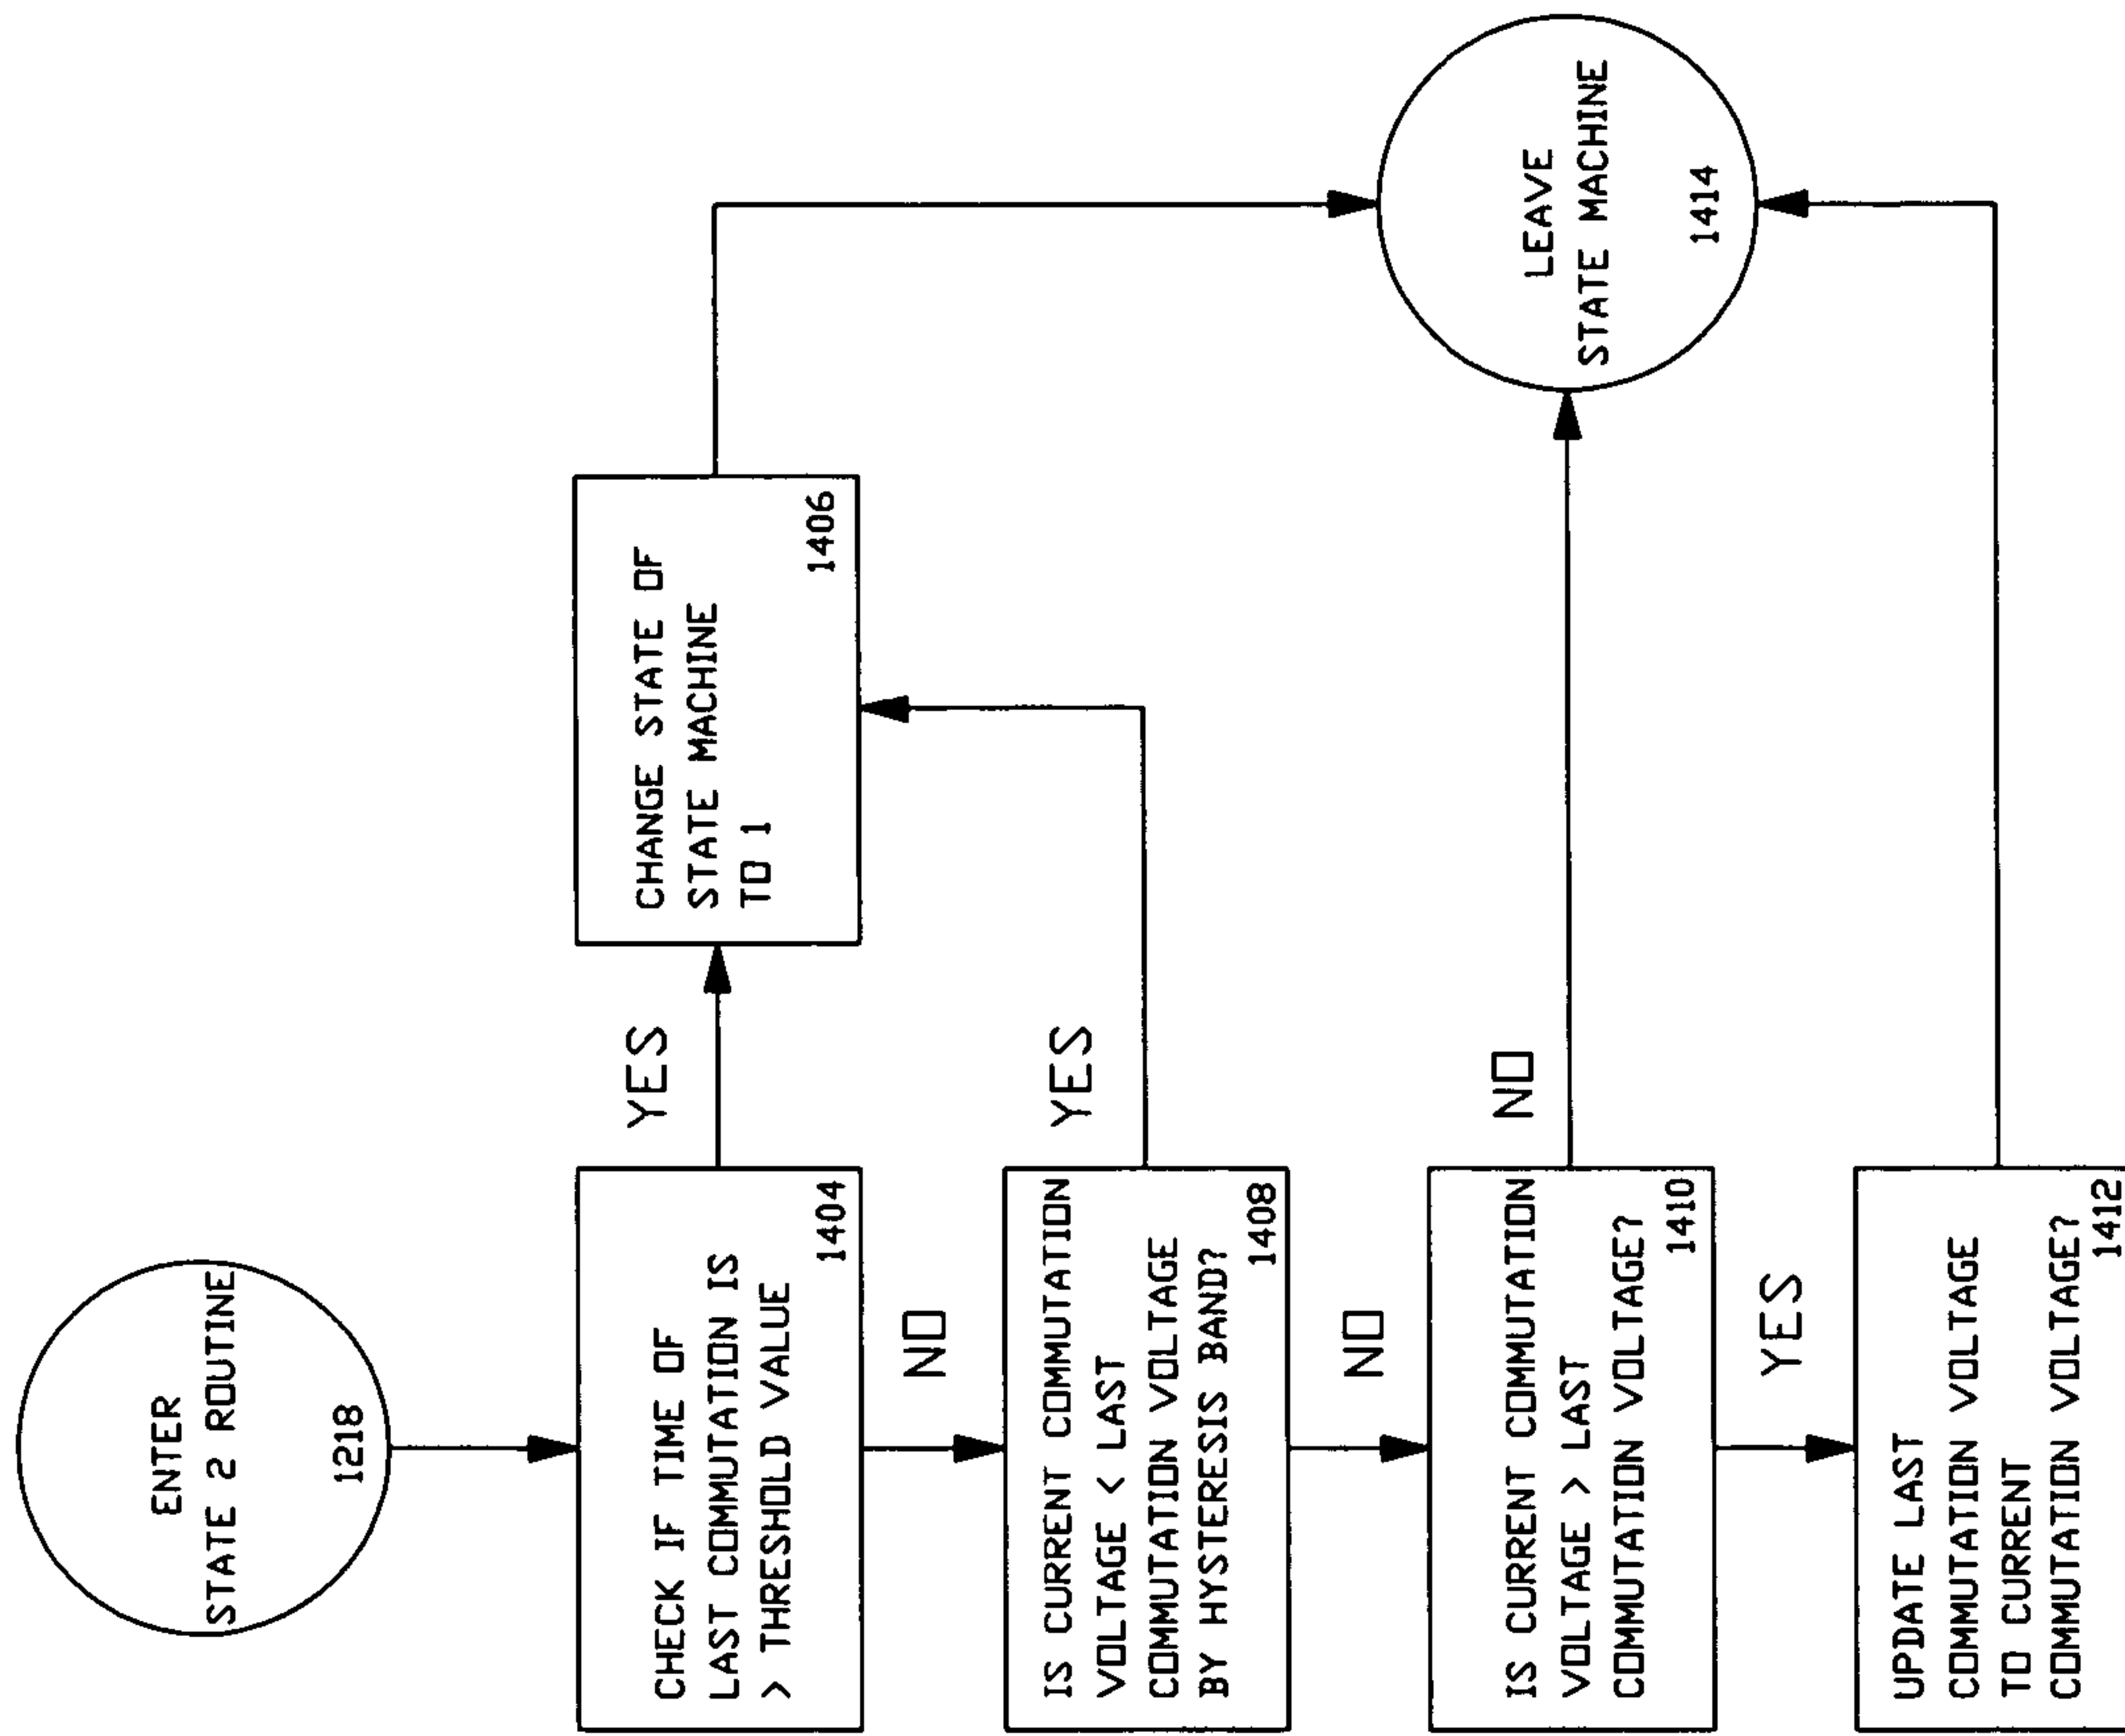 ENTER
STATE 2 ROUTINE
1218
CHECK IF TIME OF
LAST COMMUTATION IS
> THRESHOLD VALUE
1404
YES
CHANGE STATE OF
STATE MACHINE
TO 1
1406
NO
IS CURRENT COMMUTATION
VOLTAGE < LAST
COMMUTATION VOLTAGE
BY HYSTERESIS BAND?
1408
YES
NO
IS CURRENT COMMUTATION
VOLTAGE > LAST
COMMUTATION VOLTAGE?
1410
NO
LEAVE
STATE MACHINE
1414
YES
UPDATE LAST
COMMUTATION VOLTAGE
TO CURRENT
COMMUTATION VOLTAGE?
1412